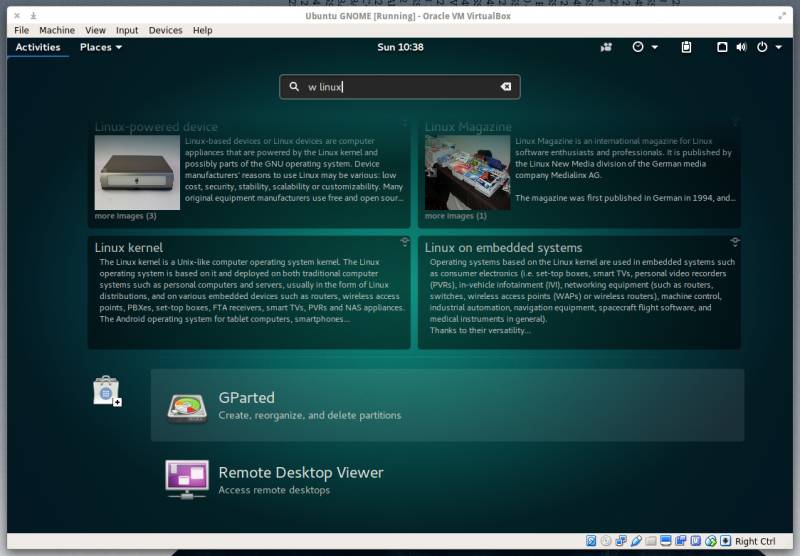 Ubuntu GNOME [Running] - Oracle VM VirtualBox
File Machine View Input Devices Help
Activities Places Sun 10:38
w linux
Linux-powered device
Linux-based devices or Linux devices are computer
appliances that are powered by the Linux kernel and
possibly parts of the GNU operating system. Device
manufacturers' reasons to use Linux may be various: low
cost, security, stability, scalability or customizability. Many
original equipment manufacturers use free and open sour...
more images (3)
Linux Magazine
Linux Magazine is an international magazine for Linux
software enthusiasts and professionals. It is published by
the Linux New Media division of the German media
company Medialinx AG.
The magazine was first published in German in 1994, and...
more images (1)
Linux kernel
The Linux kernel is a Unix-like computer operating system kernel. The Linux
operating system is based on it and deployed on both traditional computer
systems such as personal computers and servers, usually in the form of Linux
distributions, and on various embedded devices such as routers, wireless access
points, PBXes, set-top boxes, FTA receivers, smart TVs, PVRs and NAS appliances.
The Android operating system for tablet computers, smartphones...
Linux on embedded systems
Operating systems based on the Linux kernel are used in embedded systems such
as consumer electronics (i.e. set-top boxes, smart TVs, personal video recorders
(PVRs), in-vehicle infotainment (IVI), networking equipment (such as routers,
switches, wireless access points (WAPs) or wireless routers), machine control,
industrial automation, navigation equipment, spacecraft flight software, and
medical instruments in general).
Thanks to their versatility...
GParted
Create, reorganize, and delete partitions
Remote Desktop Viewer
Access remote desktops
Right Ctrl